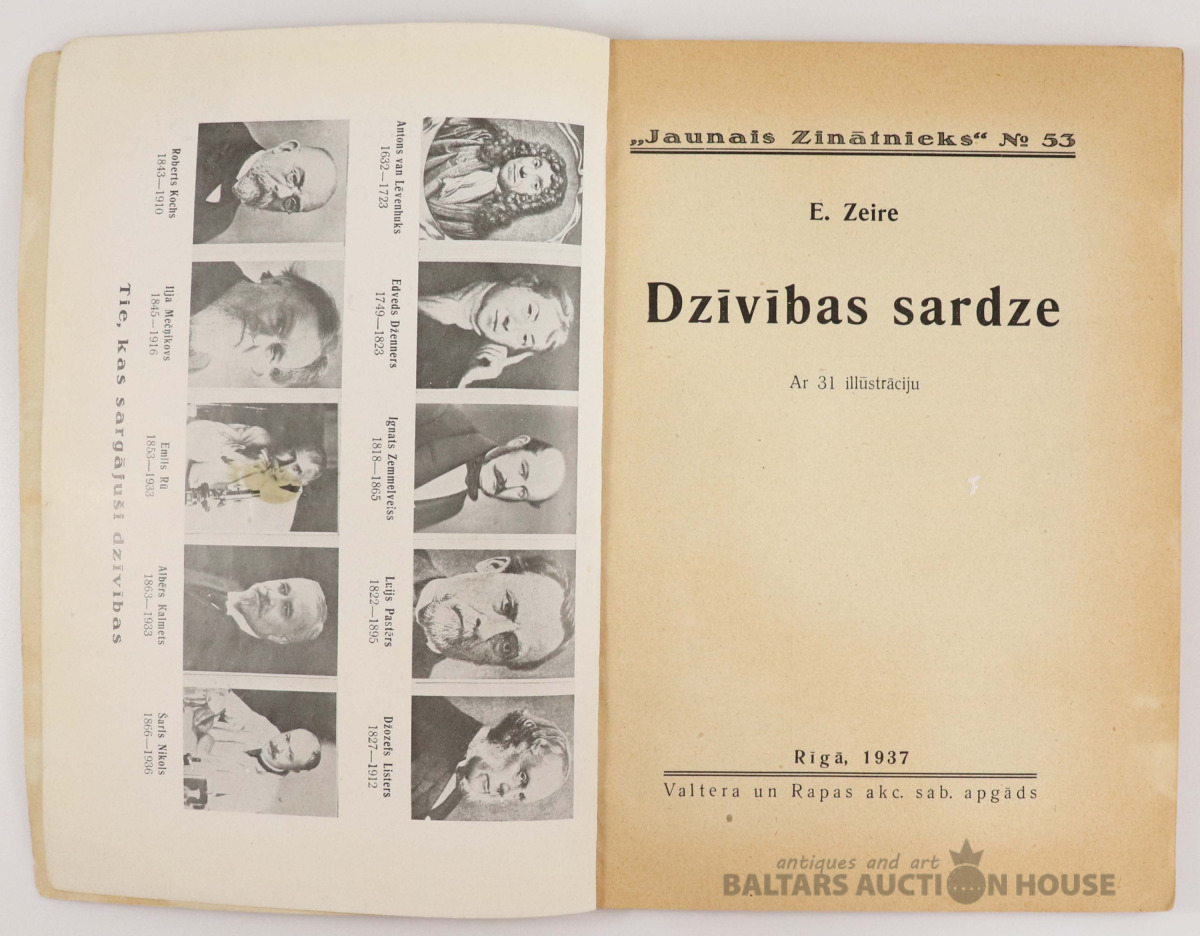 Antons van Lēvenhuks
1632—1723
Edveds Dženners
1749—1823
Ignats Zemmelveiss
1818—1865
Luijs Pastērs
1822—1895
Džozefs Listers
1827—1912
Roberts Kochs
1843—1910
Iļja Mečņikovs
1845—1916
Emīls Rū
1853—1933
Albērs Kalmets
1863—1933
Šarls Nikols
1866—1936
Tie, kas sargājuši dzīvības
„Jaunais Zinātnieks“ № 53
E. Zeire
Dzīvības sardze
Ar 31 illūstrāciju
Rīgā, 1937
Valtera un Rapas akc. sab. apgāds
antiques and art
BALTARS AUCTION HOUSE